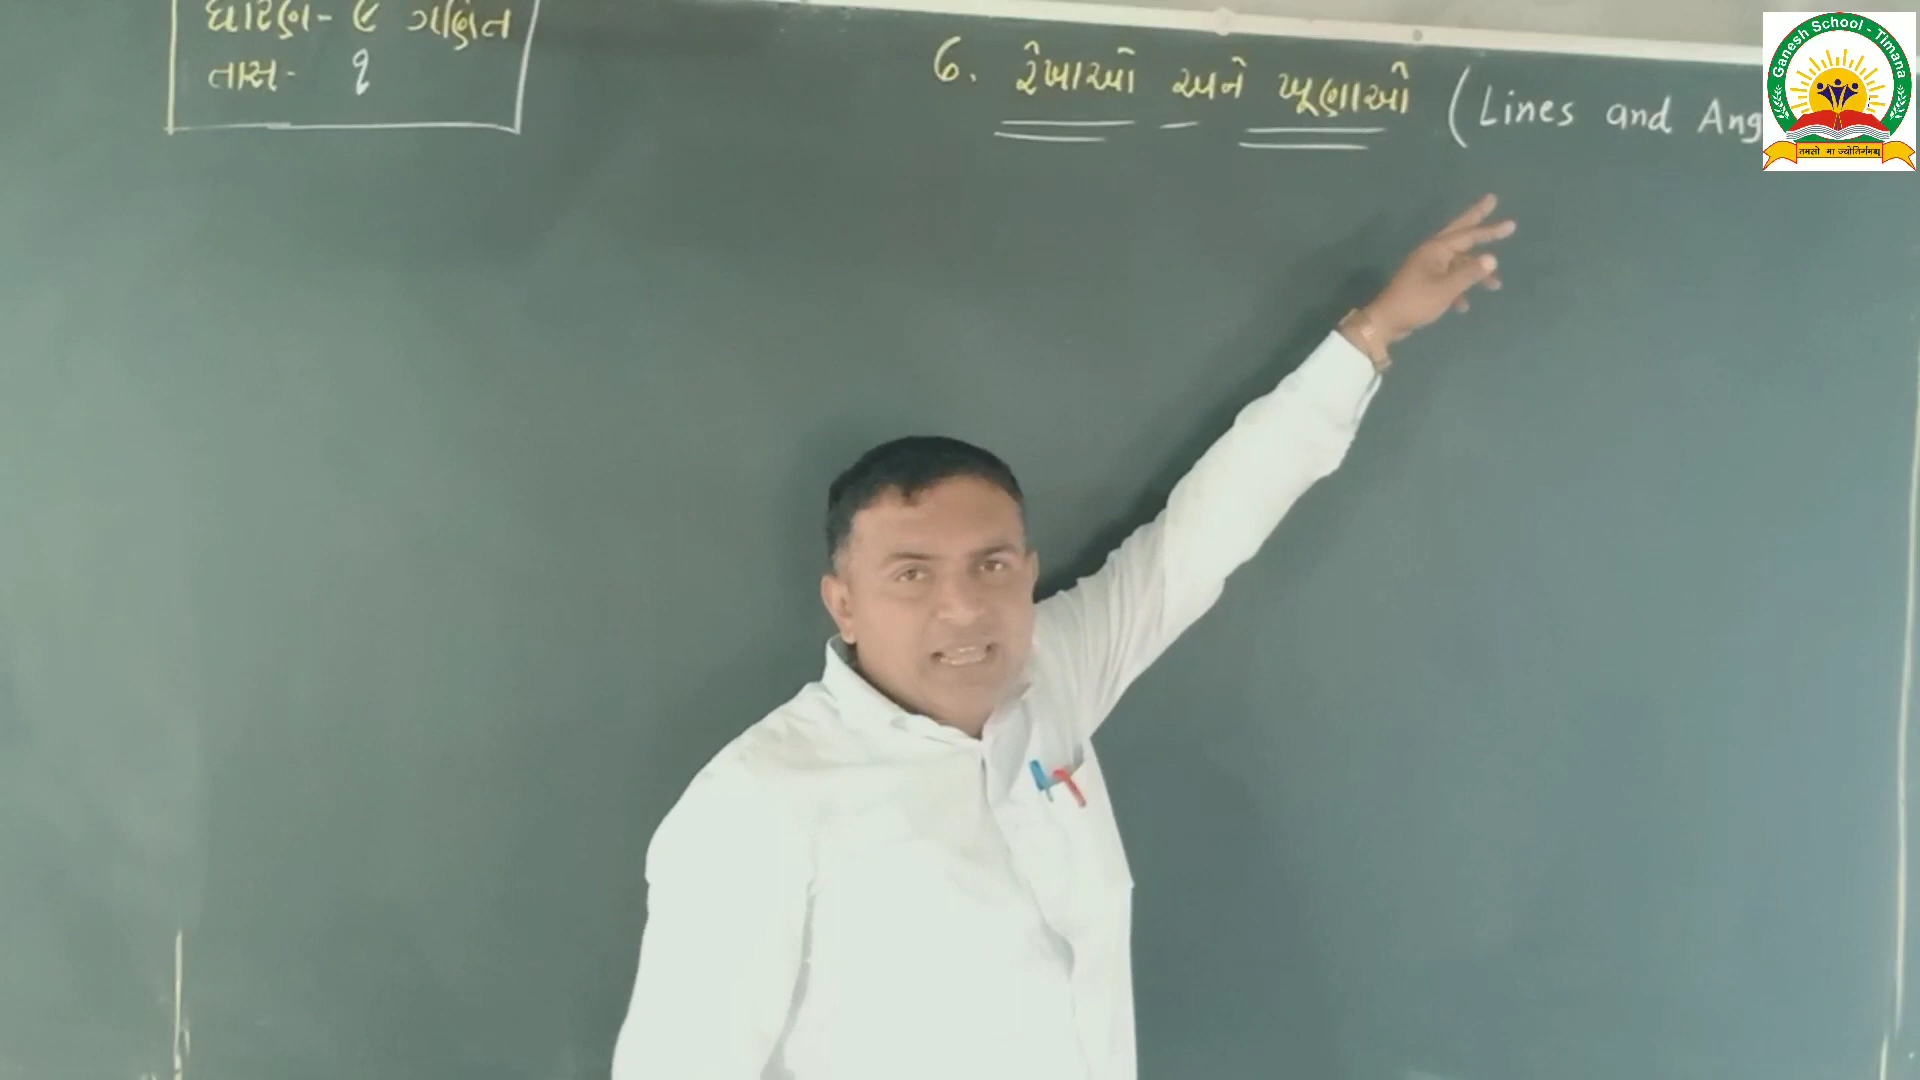 ધોરણ- ૯ ગણિત
તાસ- ૧
6. રેખાઓ અને ખૂણાઓ (Lines and Ang
Ganesh School - Timana
तमसो मा ज्योतिर्गमय